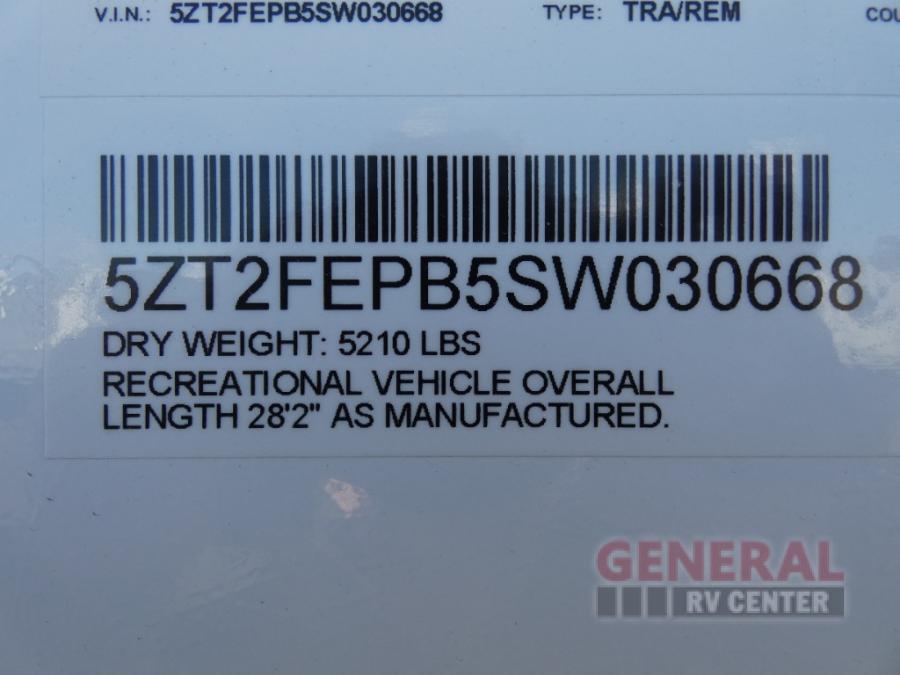 V.I.N.: 5ZT2FEPB5SW030668 TYPE: TRA/REM
5ZT2FEPB5SW030668
DRY WEIGHT: 5210 LBS
RECREATIONAL VEHICLE OVERALL
LENGTH 28'2" AS MANUFACTURED.
GENERAL
RV CENTER